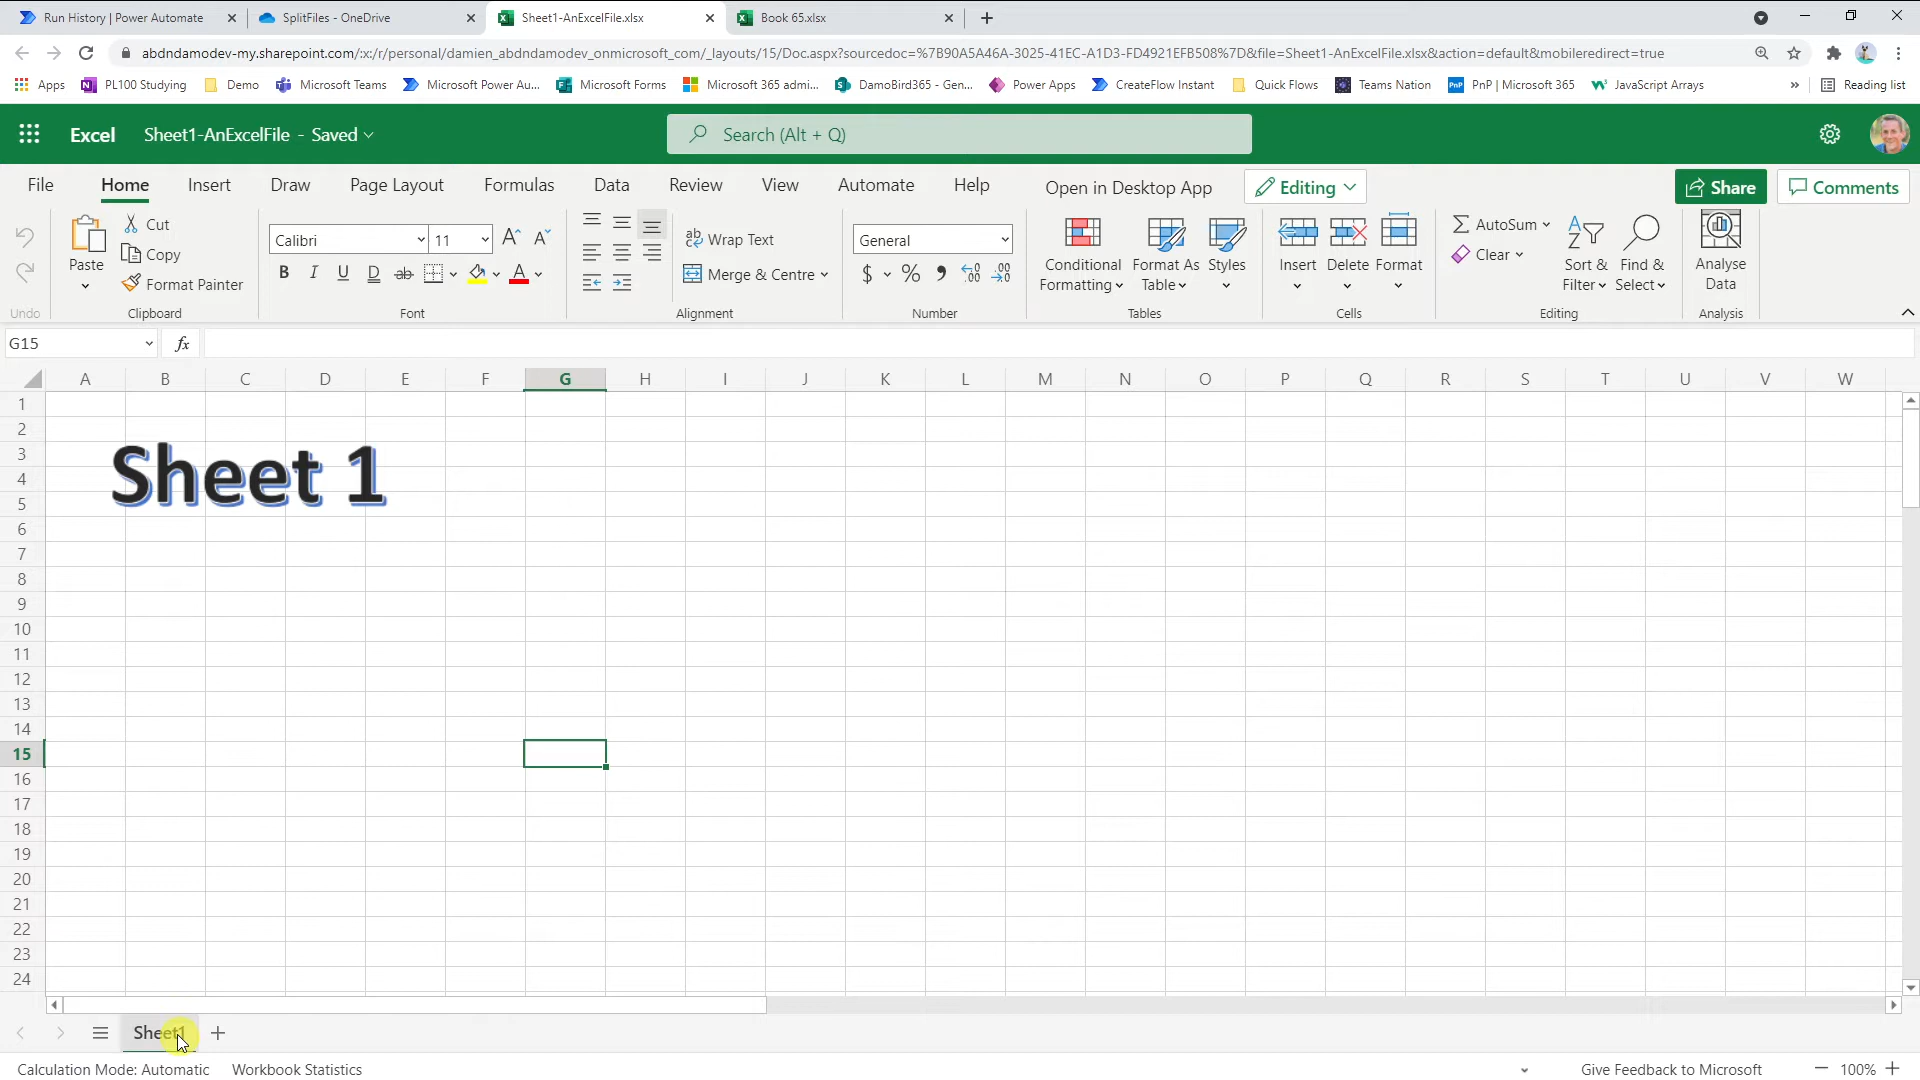 Run History | Power Automate
SplitFiles - OneDrive
Sheet1-AnExcelFile.xlsx
Book 65.xlsx
abdndamodev-my.sharepoint.com/:x:/r/personal/damien_abdndamodev_onmicrosoft_com/_layouts/15/Doc.aspx?sourcedoc=%7B90A5A46A-3025-41EC-A1D3-FD4921EFB508%7D&file=Sheet1-AnExcelFile.xlsx&action=default&mobileredirect=true
Apps PL100 Studying Demo Microsoft Teams Microsoft Power Au... Microsoft Forms Microsoft 365 admi... DamoBird365 - Gen... Power Apps CreateFlow Instant Quick Flows Teams Nation PnP | Microsoft 365 JavaScript Arrays » Reading list
Excel Sheet1-AnExcelFile - Saved Search (Alt + Q)
File Home Insert Draw Page Layout Formulas Data Review View Automate Help Open in Desktop App Editing Share Comments
Paste
Cut
Copy
Format Painter
Calibri 11
B I U D ab A
Wrap Text
Merge & Centre
General
$ % ,
Conditional Formatting
Format As Table
Styles
Insert Delete Format
AutoSum
Clear
Sort & Filter
Find & Select
Analyse Data
Undo Clipboard Font Alignment Number Tables Cells Editing Analysis
G15 fx
A B C D E F G H I J K L M N O P Q R S T U V W
1
2
3
4
5
6
7
8
9
10
11
12
13
14
15
16
17
18
19
20
21
22
23
24
Sheet 1
Sheet1
Calculation Mode: Automatic Workbook Statistics Give Feedback to Microsoft 100%